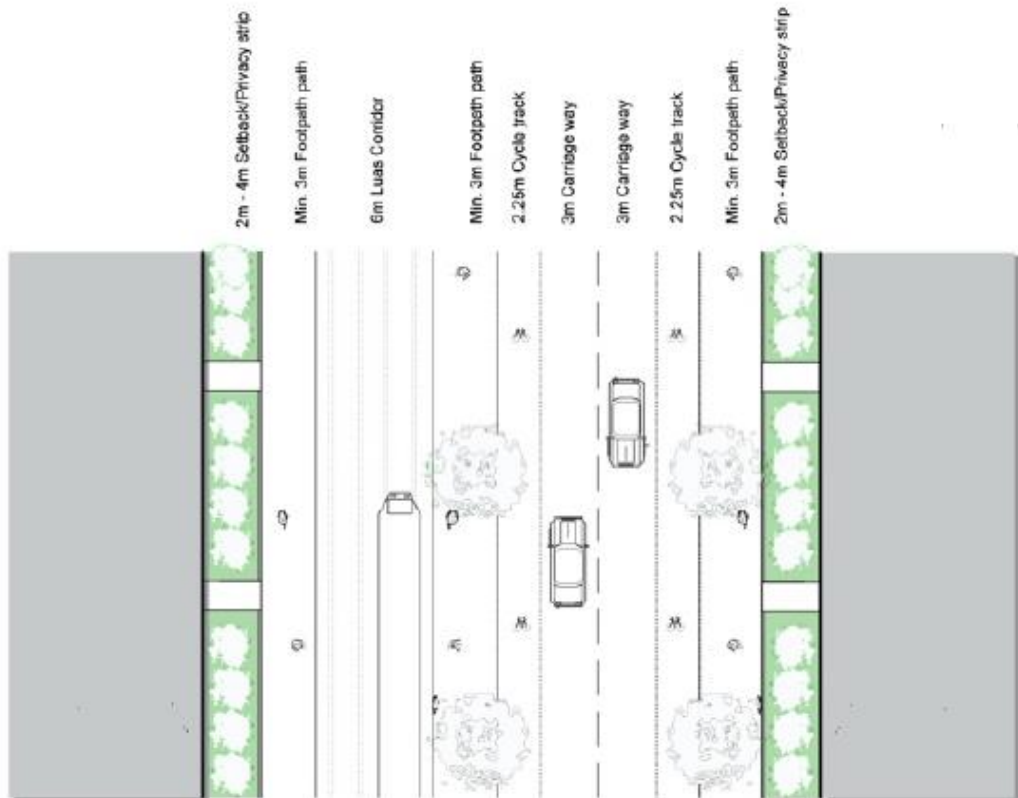 2m - 4m Setback/Privacy strip
Min. 3m Footpath path
6m Luas Corridor
Min. 3m Footpath path
2.25m Cycle track
3m Carriage way
3m Carriage way
2.25m Cycle track
Min. 3m Footpath path
2m - 4m Setback/Privacy strip